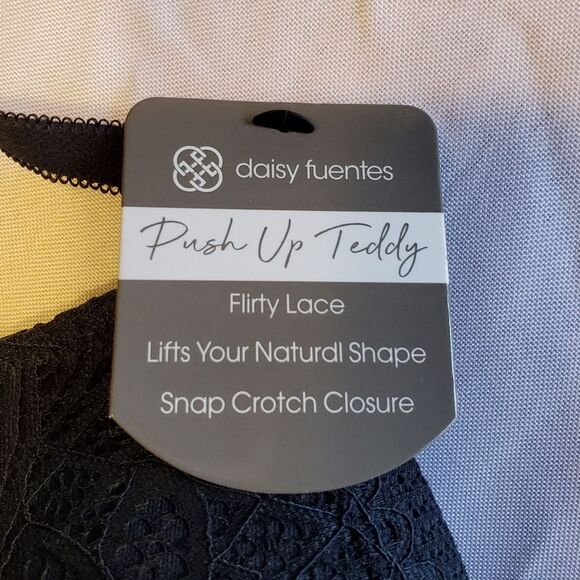 daisy fuentes
Push Up Teddy
Flirty Lace
Lifts Your Naturdl Shape
Snap Crotch Closure